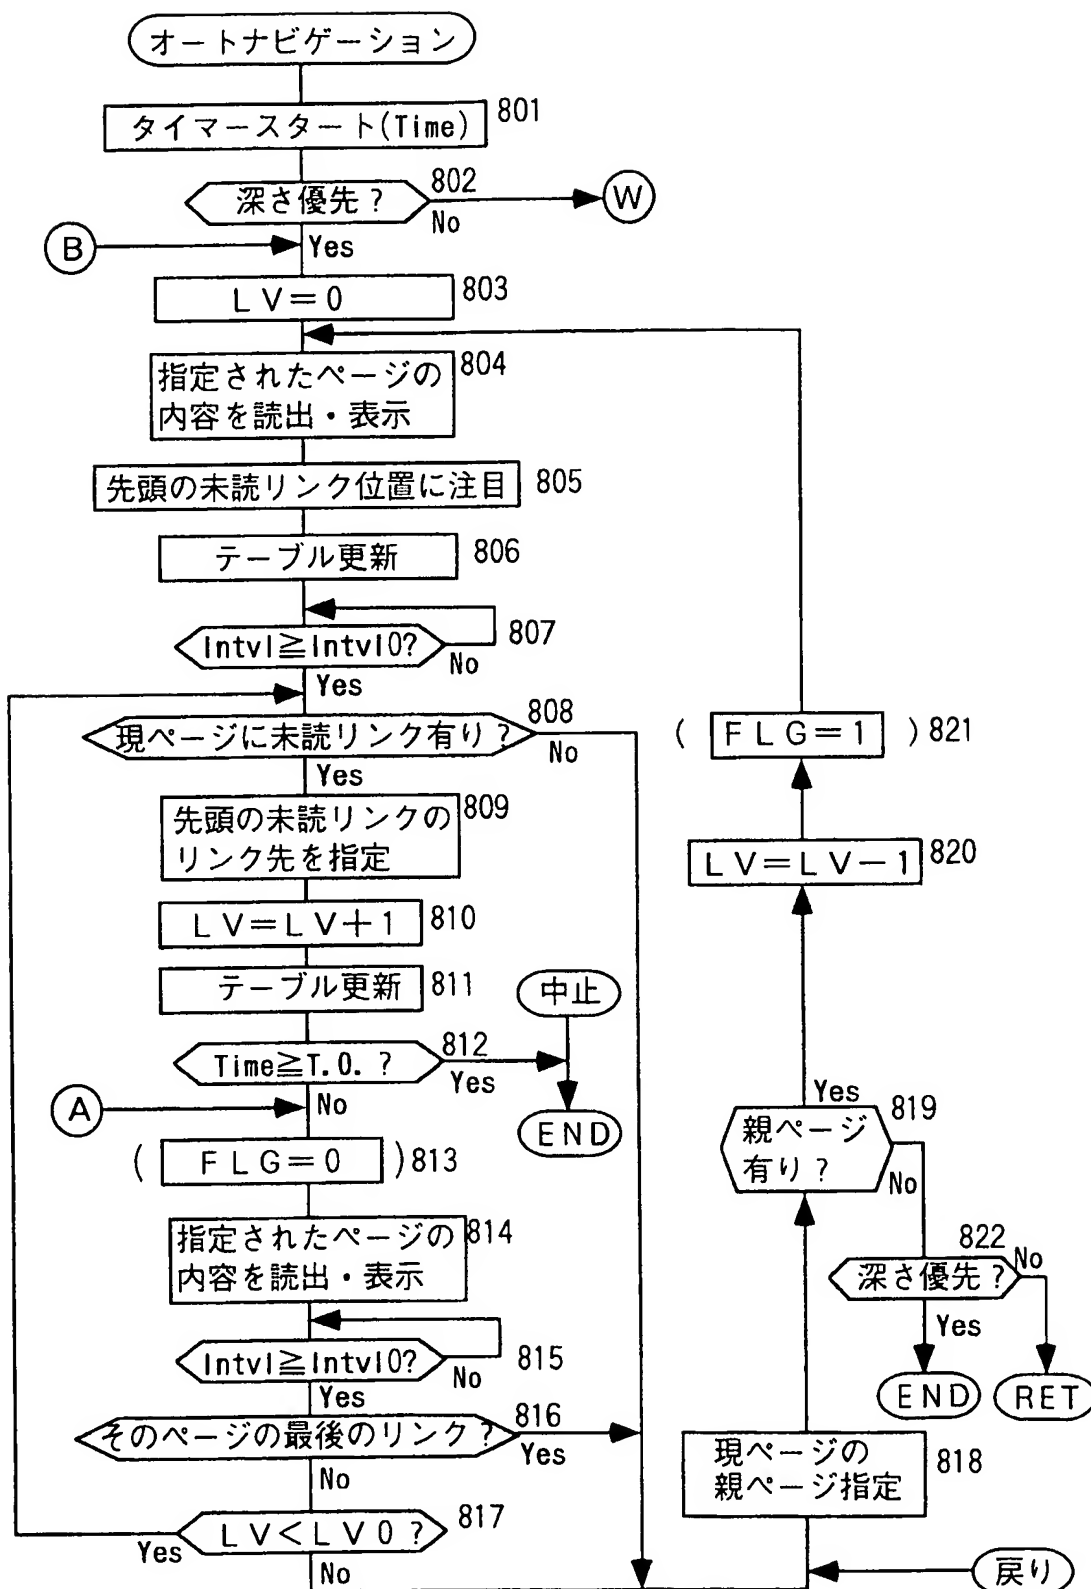 オートナビゲーション
タイマースタート(Time) 801
深さ優先? 802
No
W
B
Yes
LV=0 803
指定されたページの 804
内容を読出・表示
先頭の未読リンク位置に注目 805
テーブル更新 806
Intvl≧Intvl0? 807
No
Yes
現ページに未読リンク有り? 808
No
Yes
先頭の未読リンクの 809
リンク先を指定
LV=LV+1 810
テーブル更新 811
中止
Time≧T.O.? 812
Yes
END
A
No
(FLG=0)813
指定されたページの 814
内容を読出・表示
Intvl≧Intvl0? 815
No
Yes
そのページの最後のリンク? 816
Yes
No
LV<LV0? 817
Yes
No
戻り
現ページの 818
親ページ指定
親ページ 819
有り?
Yes
No
LV=LV-1 820
(FLG=1)821
深さ優先? 822
No
Yes
END
RET